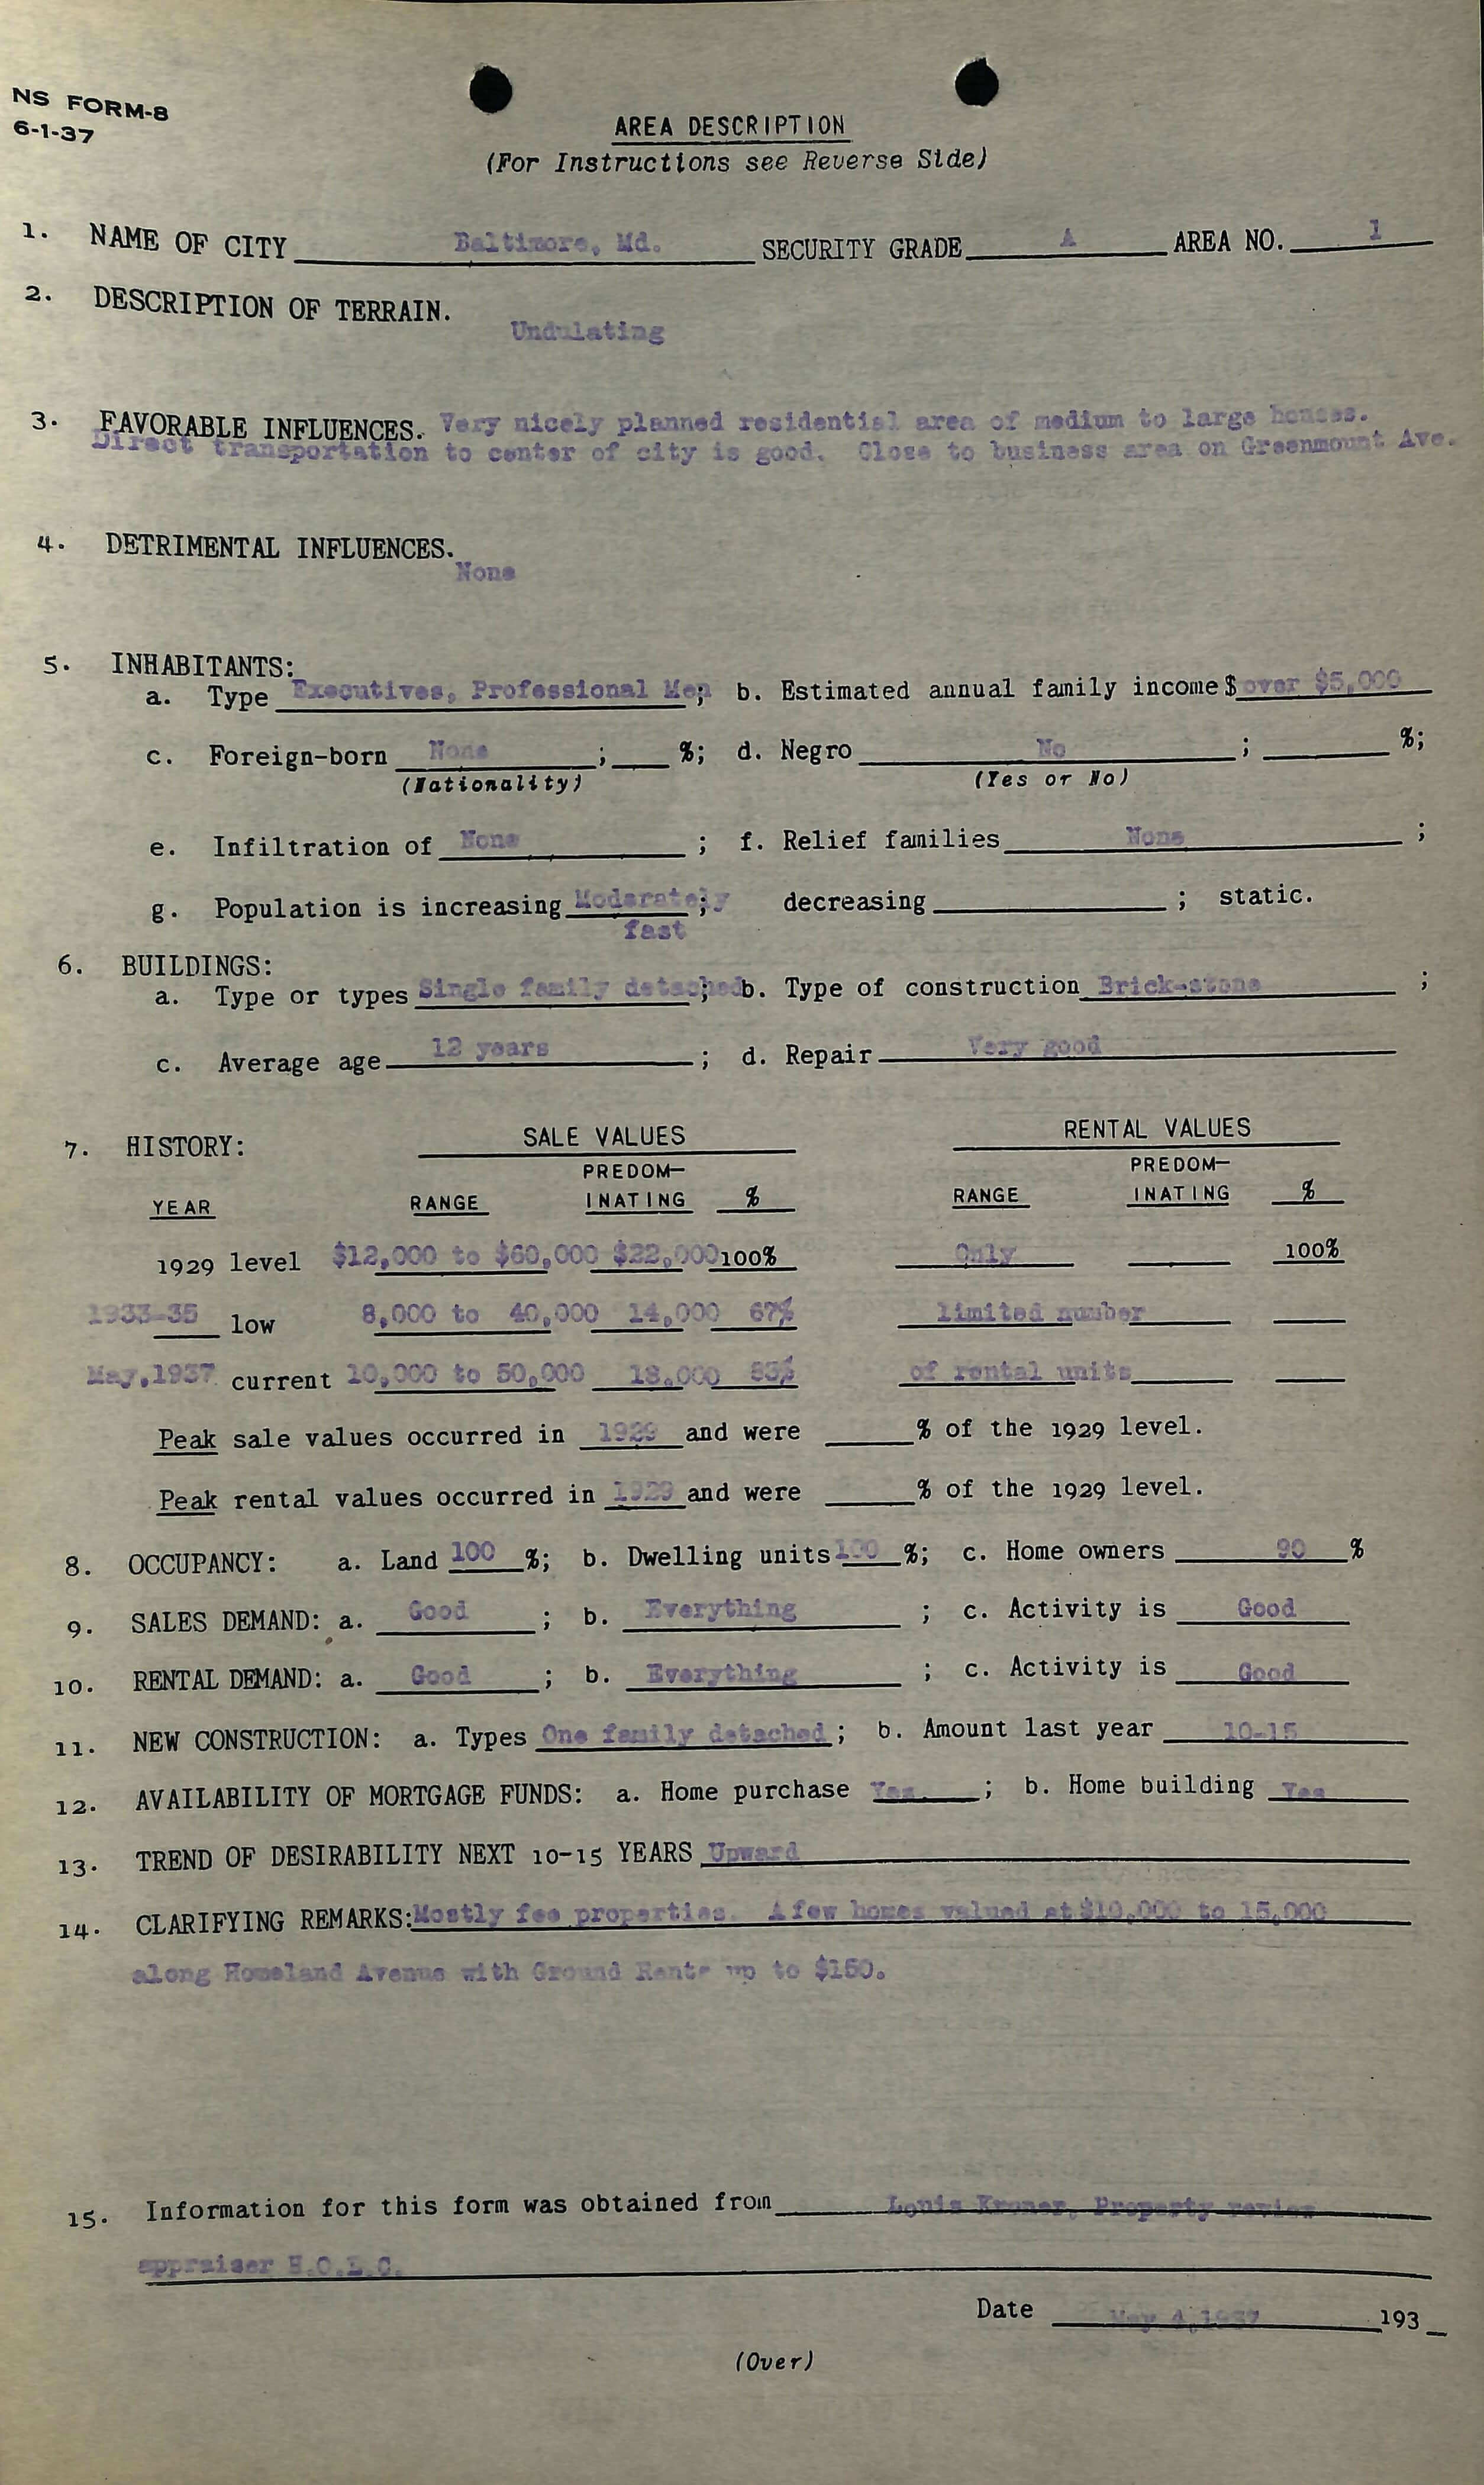 NS FORM-8
6-1-37
AREA DESCRIPTION
(For Instructions see Reverse Side)
1. NAME OF CITY Baltimore, Md. SECURITY GRADE A AREA NO. 1
2. DESCRIPTION OF TERRAIN.
Undulating
3. FAVORABLE INFLUENCES. Very nicely planned residential area of medium to large houses.
Direct transportation to center of city is good. Close to business area on Greenmount Ave.
4. DETRIMENTAL INFLUENCES.
None
5. INHABITANTS:
a. Type Executives, Professional Men; b. Estimated annual family income $ over $5,000
c. Foreign-born None ; %; d. Negro No ; %;
(Nationality) (Yes or No)
e. Infiltration of None ; f. Relief families None ;
g. Population is increasing Moderately ; decreasing ; static.
fast
6. BUILDINGS:
a. Type or types Single family detached; b. Type of construction Brick-stone ;
c. Average age 12 years ; d. Repair Very good
7. HISTORY: SALE VALUES RENTAL VALUES
PREDOM- PREDOM-
YEAR RANGE INATING % RANGE INATING %
1929 level $12,000 to $60,000 $22,000 100% Only 100%
1933-35 low 8,000 to 40,000 14,000 67% limited number
May,1937 current 10,000 to 50,000 18,000 83% of rental units
Peak sale values occurred in 1929 and were % of the 1929 level.
Peak rental values occurred in 1929 and were % of the 1929 level.
8. OCCUPANCY: a. Land 100 %; b. Dwelling units 100 %; c. Home owners 90 %
9. SALES DEMAND: a. Good ; b. Everything ; c. Activity is Good
10. RENTAL DEMAND: a. Good ; b. Everything ; c. Activity is Good
11. NEW CONSTRUCTION: a. Types One family detached ; b. Amount last year 10-15
12. AVAILABILITY OF MORTGAGE FUNDS: a. Home purchase Yes ; b. Home building Yes
13. TREND OF DESIRABILITY NEXT 10-15 YEARS Upward
14. CLARIFYING REMARKS: Mostly fee properties. A few homes valued at $10,000 to 15,000
along Homeland Avenue with Ground Rents up to $150.
15. Information for this form was obtained from Louis Kroner, Property review
appraiser H.O.L.C.
Date May 4,1937 193_
(Over)